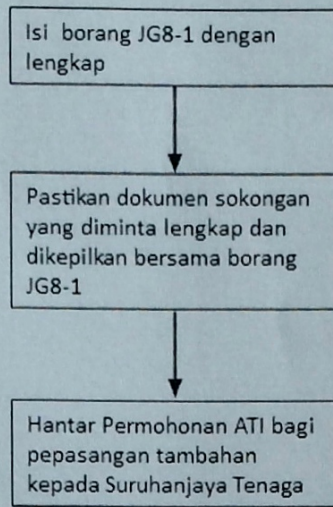 Isi borang JG8-1 dengan
lengkap
Pastikan dokumen sokongan
yang diminta lengkap dan
dikepilkan bersama borang
JG8-1
Hantar Permohonan ATI bagi
pepasangan tambahan
kepada Suruhanjaya Tenaga